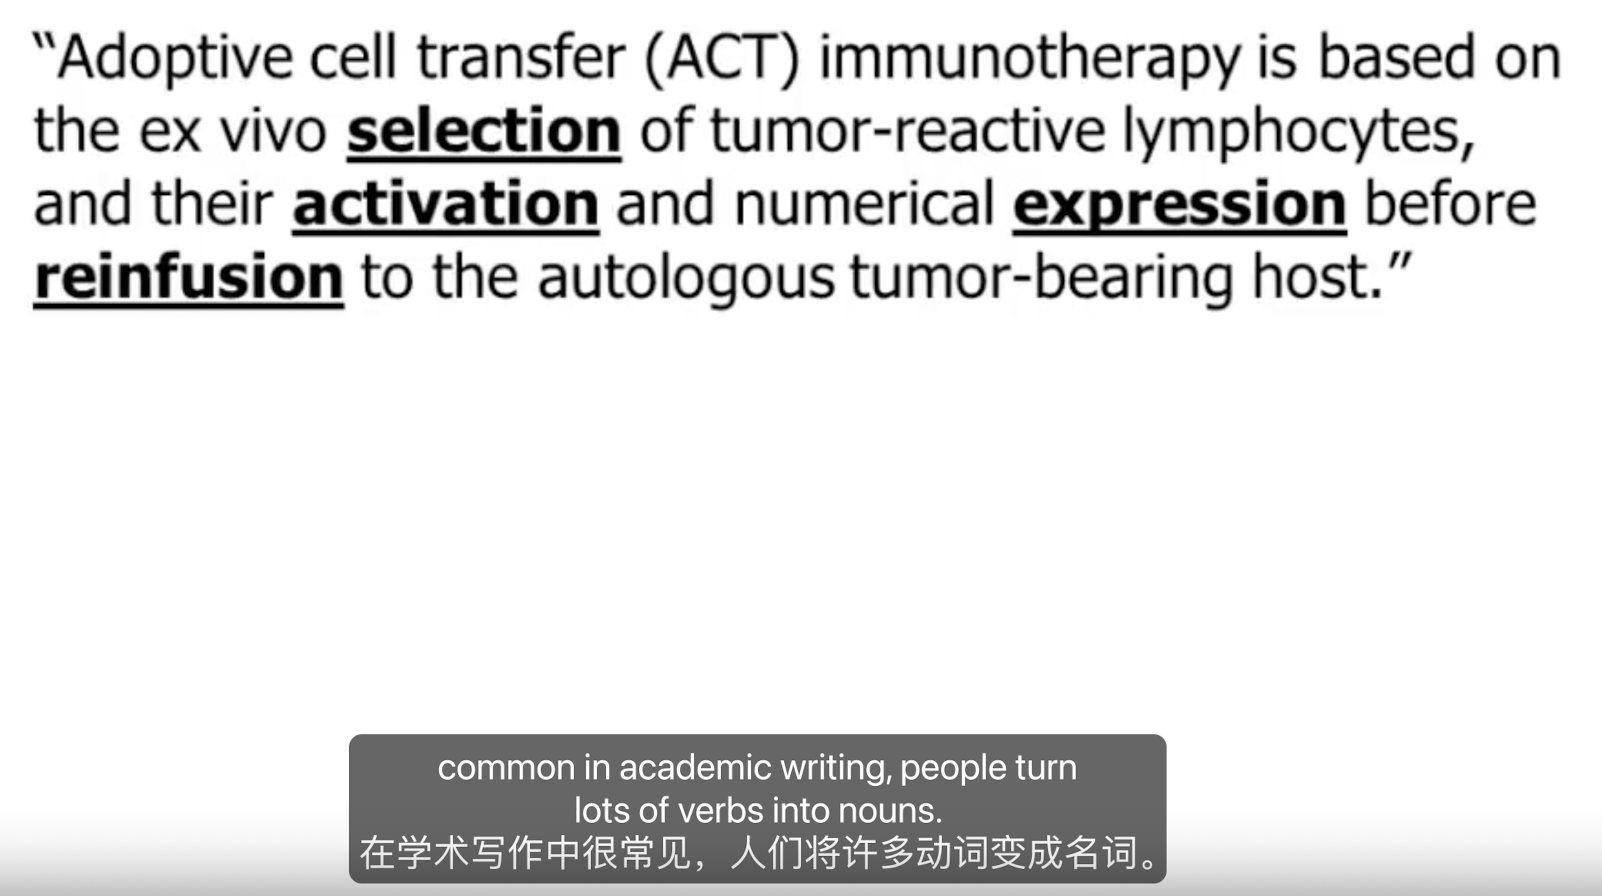 “Adoptive cell transfer (ACT) immunotherapy is based on
the ex vivo selection of tumor-reactive lymphocytes,
and their activation and numerical expression before
reinfusion to the autologous tumor-bearing host.”
common in academic writing, people turn
lots of verbs into nouns.
在学术写作中很常见，人们将许多动词变成名词。